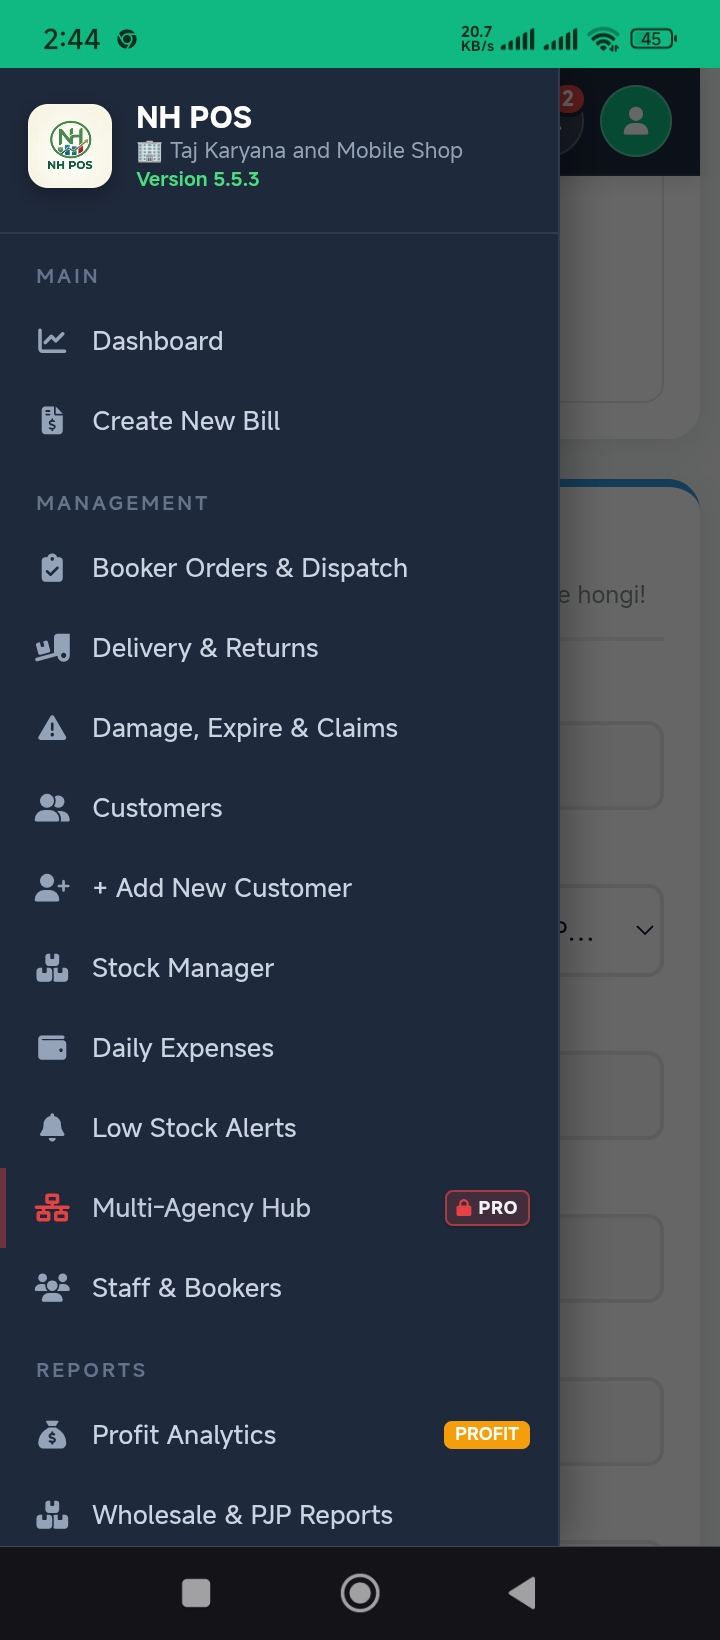 2:44
20.7
KB/s
45
NH
NH POS
NH POS
Taj Karyana and Mobile Shop
Version 5.5.3
2
MAIN
Dashboard
Create New Bill
MANAGEMENT
Booker Orders & Dispatch
e hongi!
Delivery & Returns
Damage, Expire & Claims
Customers
+ Add New Customer
Stock Manager
Daily Expenses
Low Stock Alerts
Multi-Agency Hub
PRO
Staff & Bookers
REPORTS
Profit Analytics
PROFIT
Wholesale & PJP Reports